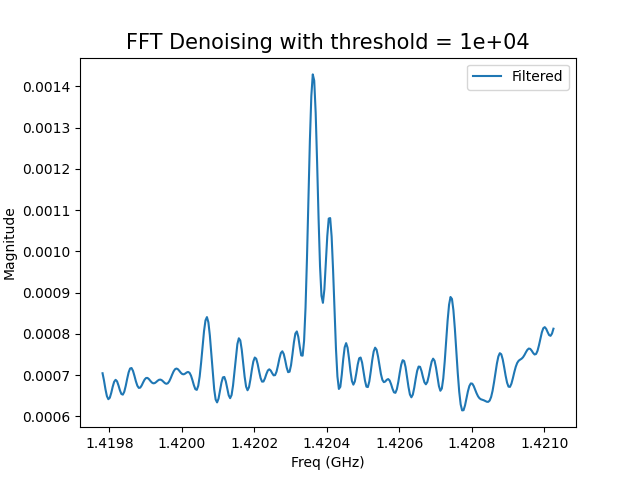 FFT Denoising with threshold = 1e+04
Filtered
0.0014
0.0013
0.0012
0.0011
0.0010
0.0009
0.0008
0.0007
0.0006
Magnitude
1.4198 1.4200 1.4202 1.4204 1.4206 1.4208 1.4210
Freq (GHz)